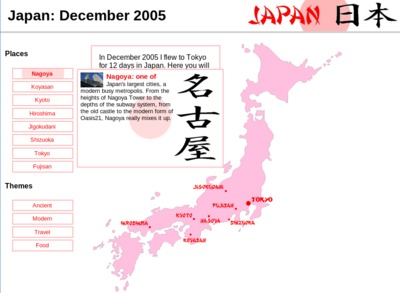 Japan: December 2005
JAPAN 日本
Places
Nagoya
Koyasan
Kyoto
Hiroshima
Jigokudani
Shizuoka
Tokyo
Fujisan
Themes
Ancient
Modern
Travel
Food
In December 2005 I flew to Tokyo
for 12 days in Japan. Here you will
Nagoya: one of
Japan's largest cities, a
modern busy metropolis. From the
heights of Nagoya Tower to the
depths of the subway system, from
the old castle to the modern form of
Oasis21, Nagoya really mixes it up.
名古屋
JIGOKUDANI
TOKYO
FUJISAN
KYOTO
NAGOYA
SHIZUOKA
HIROSHIMA
KOYASAN